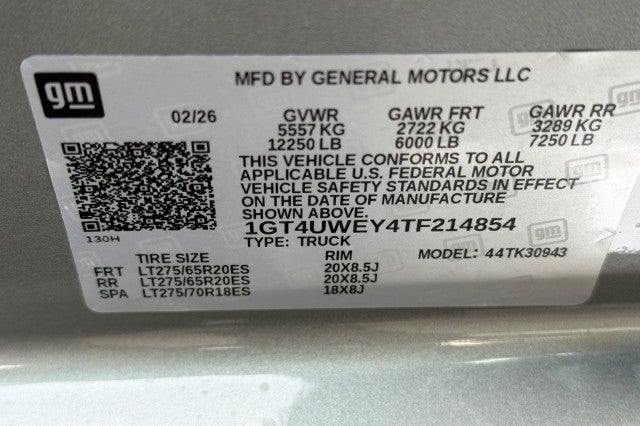 gm
MFD BY GENERAL MOTORS LLC
02/26 GVWR GAWR FRT GAWR RR
5557 KG 2722 KG 3289 KG
12250 LB 6000 LB 7250 LB
THIS VEHICLE CONFORMS TO ALL
APPLICABLE U.S. FEDERAL MOTOR
VEHICLE SAFETY STANDARDS IN EFFECT
ON THE DATE OF MANUFACTURE
SHOWN ABOVE.
130H
1GT4UWEY4TF214854
TYPE: TRUCK MODEL: 44TK30943
TIRE SIZE RIM
FRT LT275/65R20ES 20X8.5J
RR LT275/65R20ES 20X8.5J
SPA LT275/70R18ES 18X8J